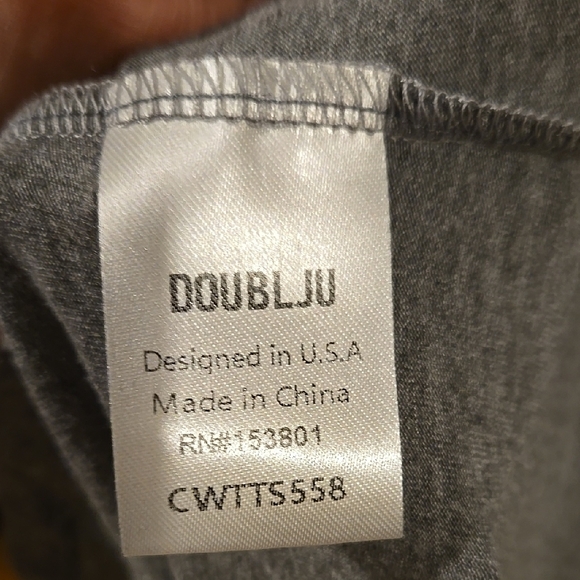 DOUBLJU
Designed in U.S.A
Made in China
RN#153801
CWTTS558